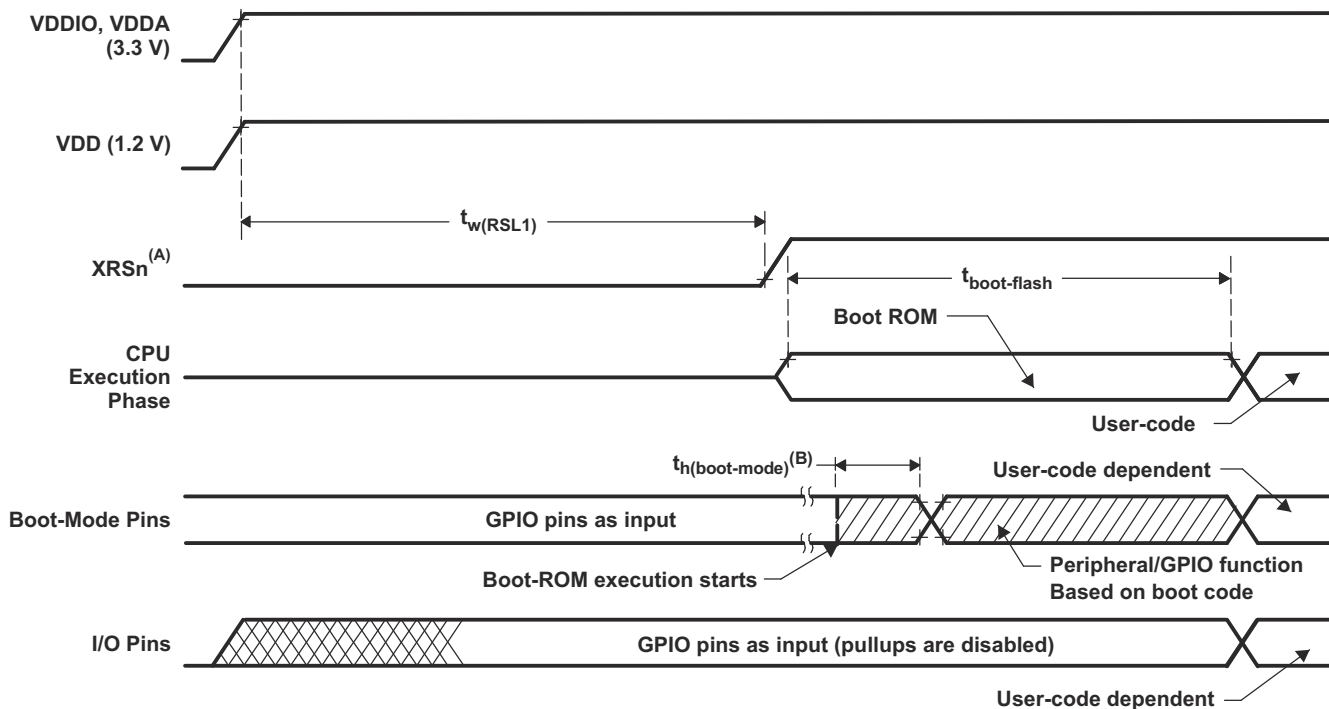 VDDIO, VDDA
(3.3 V)
VDD (1.2 V)
tw(RSL1)
XRSn(A)
tboot-flash
Boot ROM
CPU
Execution
Phase
User-code
th(boot-mode)(B)
User-code dependent
Boot-Mode Pins
GPIO pins as input
Boot-ROM execution starts
Peripheral/GPIO function
Based on boot code
I/O Pins
GPIO pins as input (pullups are disabled)
User-code dependent